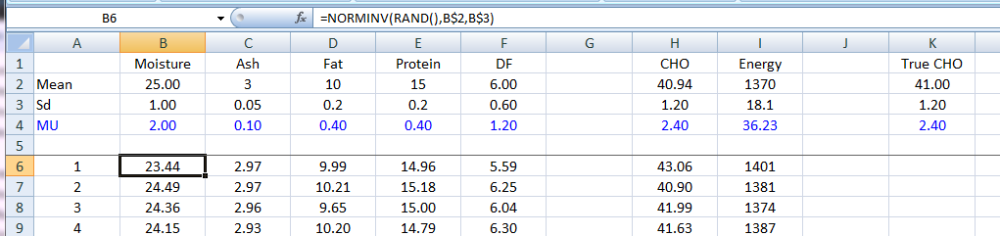 B6 fx =NORMINV(RAND(),B$2,B$3)
A B C D E F G H I J K
1 Moisture Ash Fat Protein DF CHO Energy True CHO
2 Mean 25.00 3 10 15 6.00 40.94 1370 41.00
3 Sd 1.00 0.05 0.2 0.2 0.60 1.20 18.1 1.20
4 MU 2.00 0.10 0.40 0.40 1.20 2.40 36.23 2.40
5
6 1 23.44 2.97 9.99 14.96 5.59 43.06 1401
7 2 24.49 2.97 10.21 15.18 6.25 40.90 1381
8 3 24.36 2.96 9.65 15.00 6.04 41.99 1374
9 4 24.15 2.93 10.20 14.79 6.30 41.63 1387